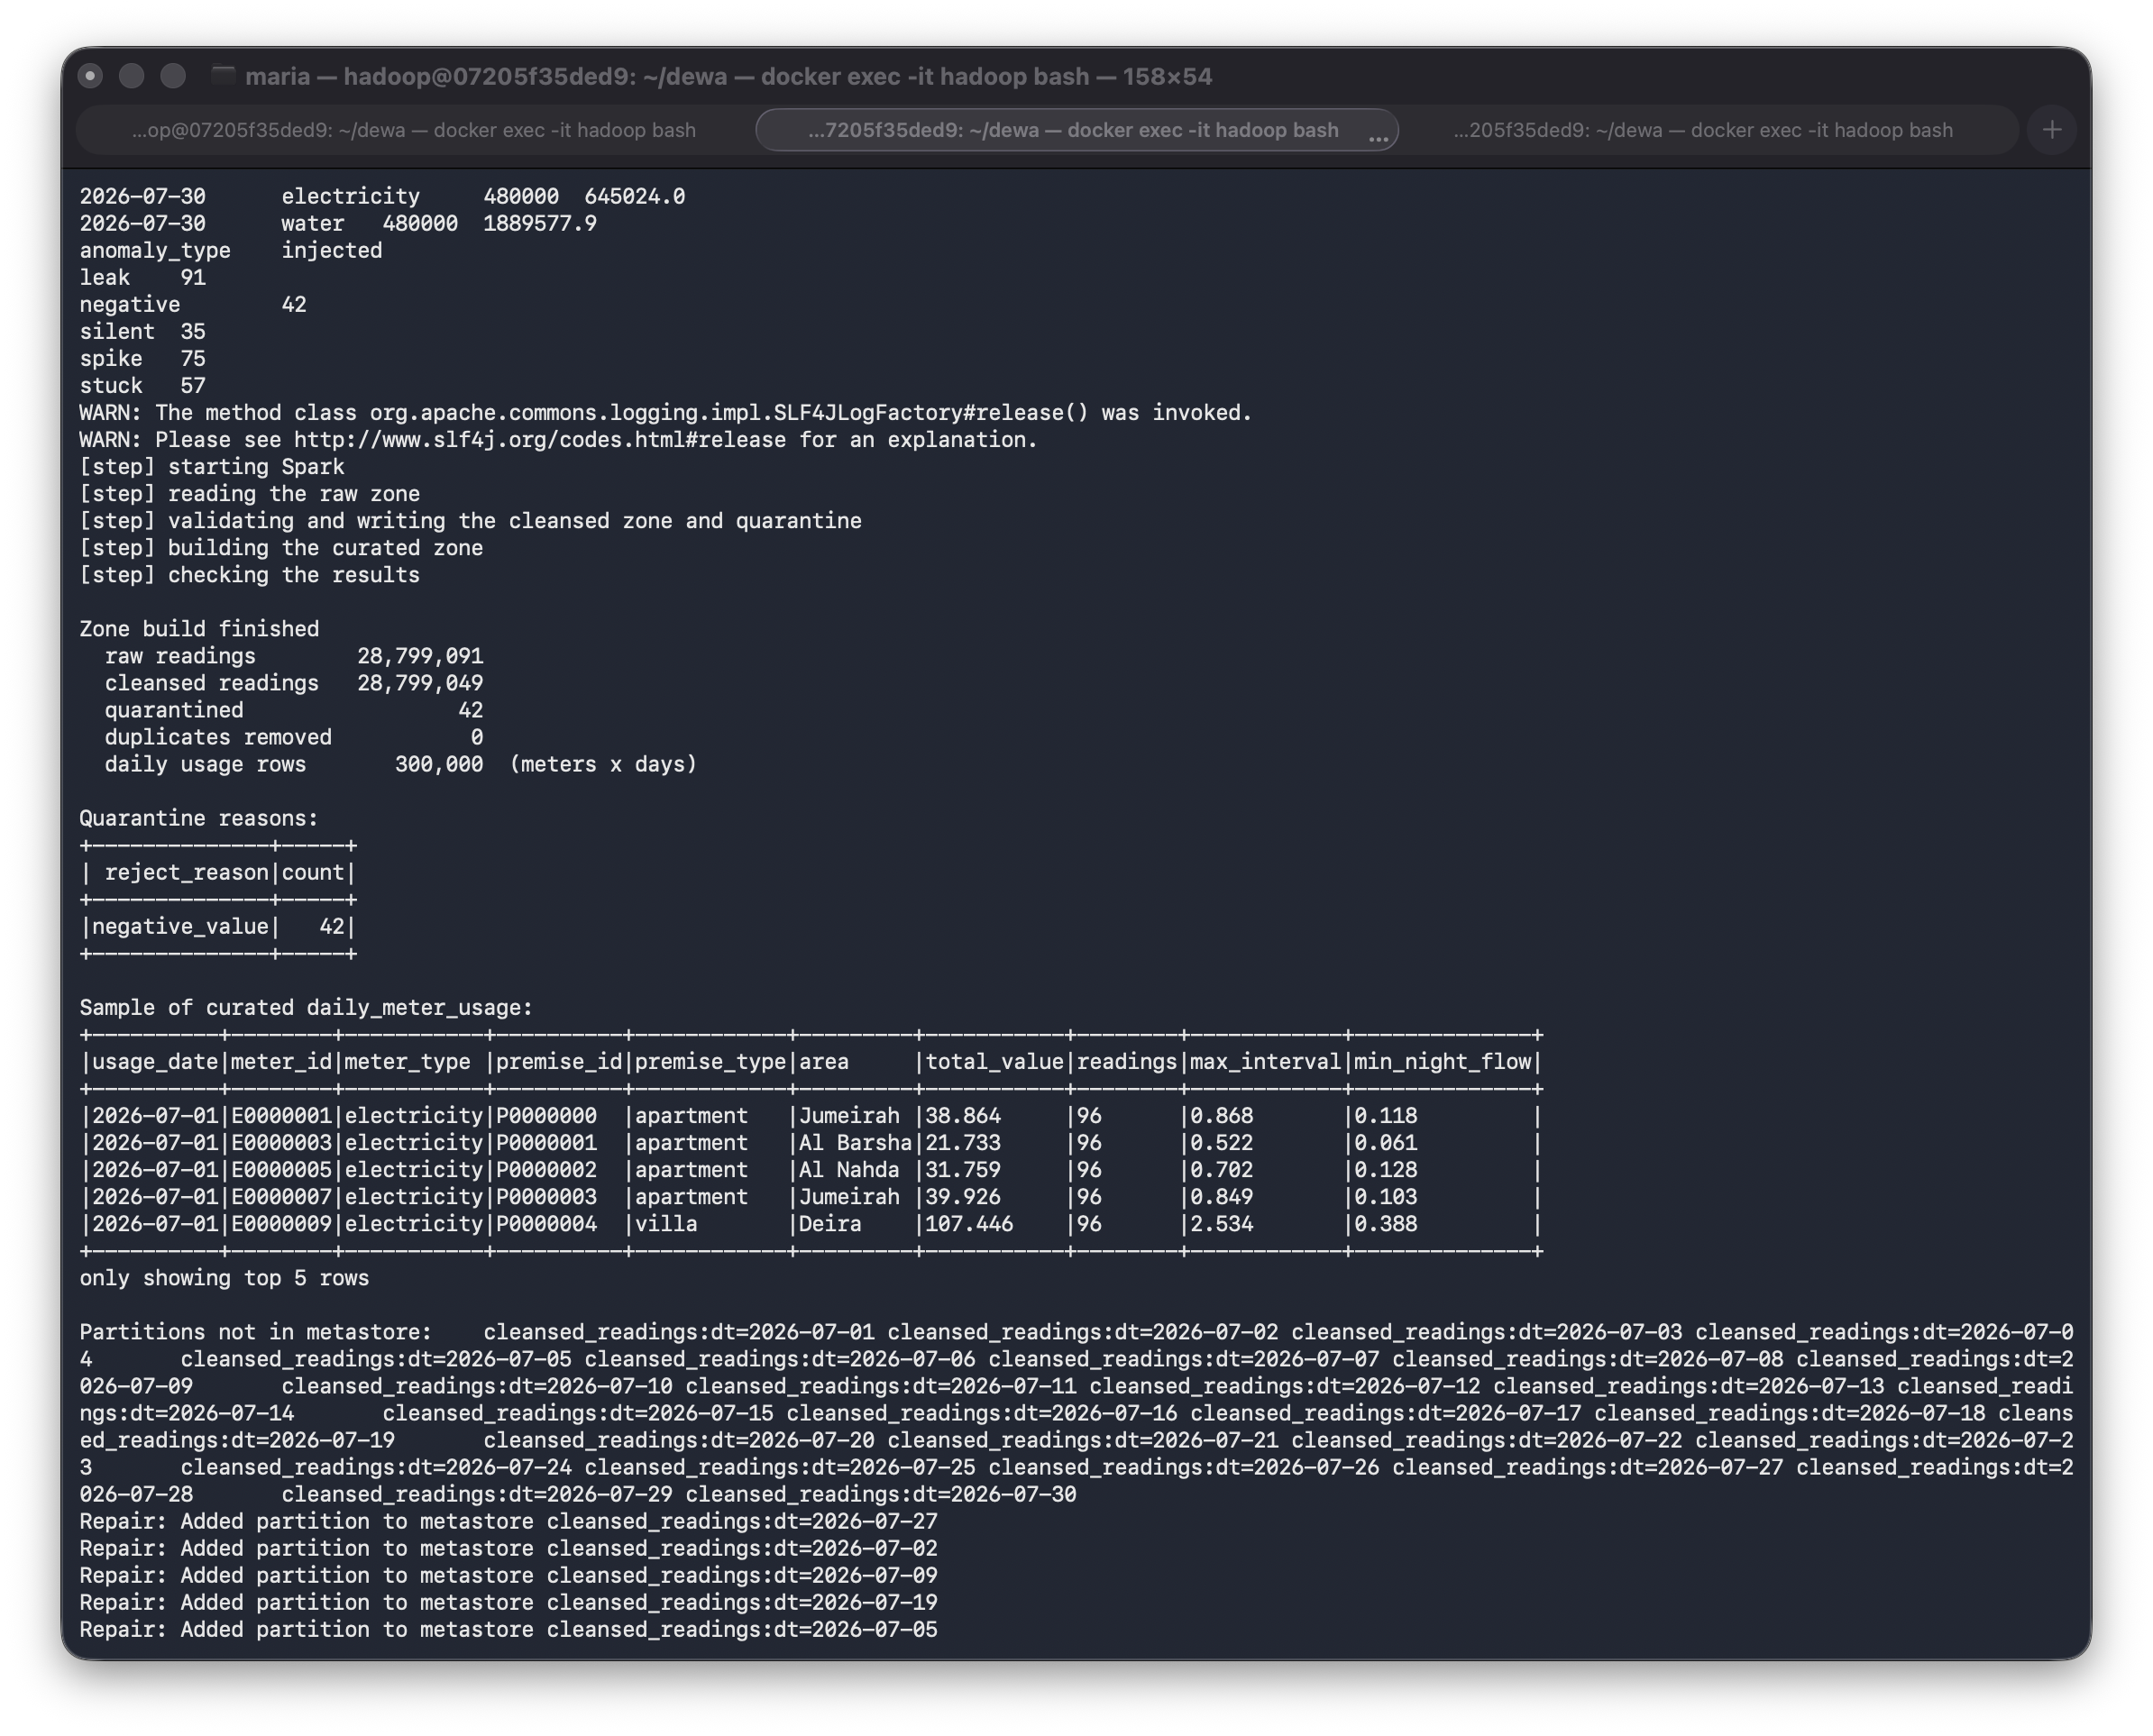 maria — hadoop@07205f35ded9: ~/dewa — docker exec -it hadoop bash — 158×54
...op@07205f35ded9: ~/dewa — docker exec -it hadoop bash
...7205f35ded9: ~/dewa — docker exec -it hadoop bash ...
...205f35ded9: ~/dewa — docker exec -it hadoop bash
+
2026-07-30      electricity     480000  645024.0
2026-07-30      water   480000  1889577.9
anomaly_type    injected
leak    91
negative        42
silent  35
spike   75
stuck   57
WARN: The method class org.apache.commons.logging.impl.SLF4JLogFactory#release() was invoked.
WARN: Please see http://www.slf4j.org/codes.html#release for an explanation.
[step] starting Spark
[step] reading the raw zone
[step] validating and writing the cleansed zone and quarantine
[step] building the curated zone
[step] checking the results
Zone build finished
  raw readings        28,799,091
  cleansed readings   28,799,049
  quarantined                 42
  duplicates removed           0
  daily usage rows       300,000  (meters x days)
Quarantine reasons:
+--------------+-----+
| reject_reason|count|
+--------------+-----+
|negative_value|   42|
+--------------+-----+
Sample of curated daily_meter_usage:
+----------+--------+-----------+----------+------------+---------+-----------+--------+------------+--------------+
|usage_date|meter_id|meter_type |premise_id|premise_type|area     |total_value|readings|max_interval|min_night_flow|
+----------+--------+-----------+----------+------------+---------+-----------+--------+------------+--------------+
|2026-07-01|E0000001|electricity|P0000000  |apartment   |Jumeirah |38.864     |96      |0.868       |0.118         |
|2026-07-01|E0000003|electricity|P0000001  |apartment   |Al Barsha|21.733     |96      |0.522       |0.061         |
|2026-07-01|E0000005|electricity|P0000002  |apartment   |Al Nahda |31.759     |96      |0.702       |0.128         |
|2026-07-01|E0000007|electricity|P0000003  |apartment   |Jumeirah |39.926     |96      |0.849       |0.103         |
|2026-07-01|E0000009|electricity|P0000004  |villa       |Deira    |107.446    |96      |2.534       |0.388         |
+----------+--------+-----------+----------+------------+---------+-----------+--------+------------+--------------+
only showing top 5 rows
Partitions not in metastore:    cleansed_readings:dt=2026-07-01 cleansed_readings:dt=2026-07-02 cleansed_readings:dt=2026-07-03 cleansed_readings:dt=2026-07-0
4       cleansed_readings:dt=2026-07-05 cleansed_readings:dt=2026-07-06 cleansed_readings:dt=2026-07-07 cleansed_readings:dt=2026-07-08 cleansed_readings:dt=2
026-07-09       cleansed_readings:dt=2026-07-10 cleansed_readings:dt=2026-07-11 cleansed_readings:dt=2026-07-12 cleansed_readings:dt=2026-07-13 cleansed_readi
ngs:dt=2026-07-14       cleansed_readings:dt=2026-07-15 cleansed_readings:dt=2026-07-16 cleansed_readings:dt=2026-07-17 cleansed_readings:dt=2026-07-18 cleans
ed_readings:dt=2026-07-19       cleansed_readings:dt=2026-07-20 cleansed_readings:dt=2026-07-21 cleansed_readings:dt=2026-07-22 cleansed_readings:dt=2026-07-2
3       cleansed_readings:dt=2026-07-24 cleansed_readings:dt=2026-07-25 cleansed_readings:dt=2026-07-26 cleansed_readings:dt=2026-07-27 cleansed_readings:dt=2
026-07-28       cleansed_readings:dt=2026-07-29 cleansed_readings:dt=2026-07-30
Repair: Added partition to metastore cleansed_readings:dt=2026-07-27
Repair: Added partition to metastore cleansed_readings:dt=2026-07-02
Repair: Added partition to metastore cleansed_readings:dt=2026-07-09
Repair: Added partition to metastore cleansed_readings:dt=2026-07-19
Repair: Added partition to metastore cleansed_readings:dt=2026-07-05